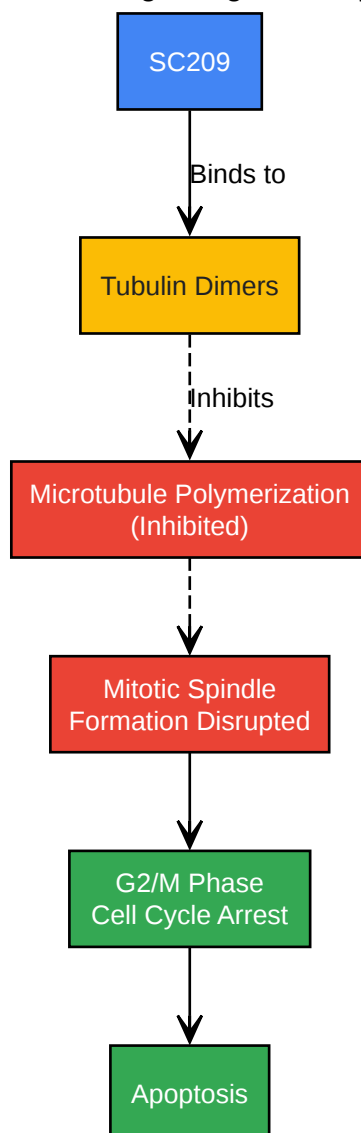 SC209
Binds to
Tubulin Dimers
Inhibits
Microtubule Polymerization
(Inhibited)
Mitotic Spindle
Formation Disrupted
G2/M Phase
Cell Cycle Arrest
Apoptosis